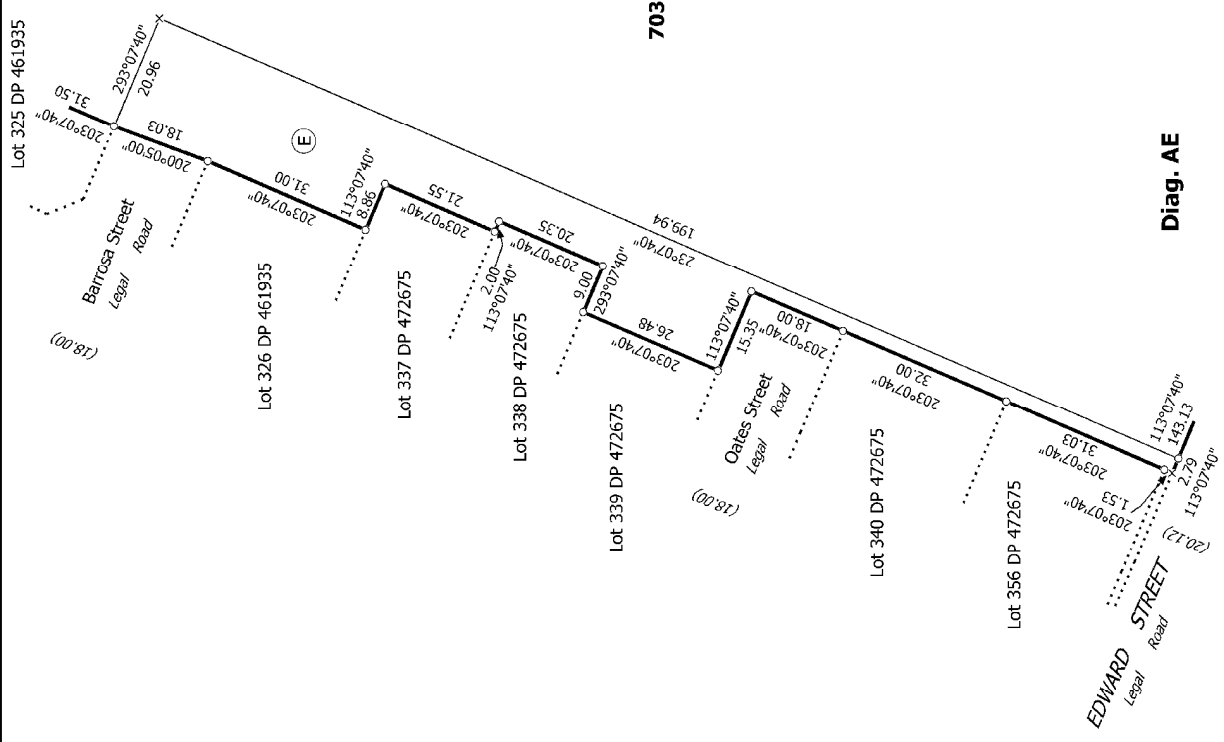 Lot 325 DP 461935
703
293°07'40"
20.96
31.50
203°07'40"
18.03
200°05'00"
E
31.00
203°07'40"
113°07'40"
8.86
21.55
203°07'40"
Barrosa Street
Legal Road
(18.00)
Lot 326 DP 461935
2.00
113°07'40"
20.35
203°07'40"
199.94
23°07'40"
Diag. AE
Lot 337 DP 472675
9.00
293°07'40"
Lot 338 DP 472675
26.48
203°07'40"
113°07'40"
15.35
18.00
203°07'40"
Lot 339 DP 472675
Oates Street
Legal Road
(18.00)
32.00
203°07'40"
Lot 340 DP 472675
31.03
203°07'40"
113°07'40"
143.13
Lot 356 DP 472675
1.53
203°07'40"
2.79
113°07'40"
(20.12)
EDWARD STREET
Legal Road